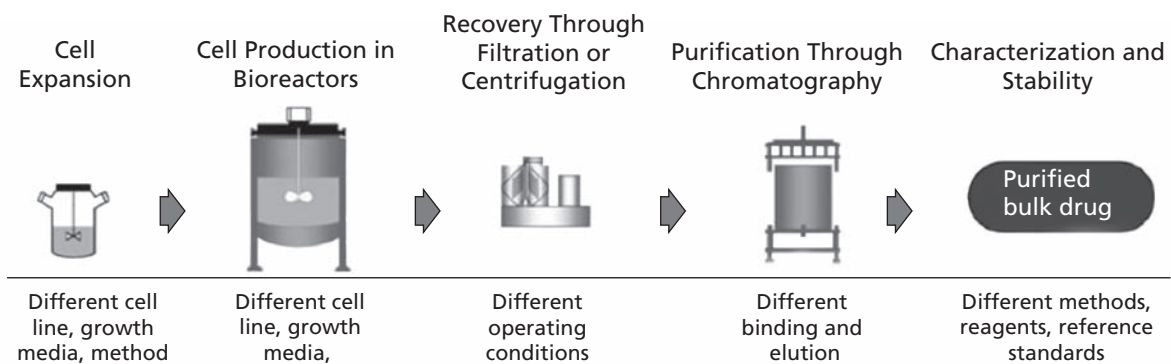 Cell
Expansion
Cell Production in
Bioreactors
Recovery Through
Filtration or
Centrifugation
Purification Through
Chromatography
Characterization and
Stability
Purified
bulk drug
Different cell
line, growth
media, method
Different cell
line, growth
media,
Different
operating
conditions
Different
binding and
elution
Different methods,
reagents, reference
standards